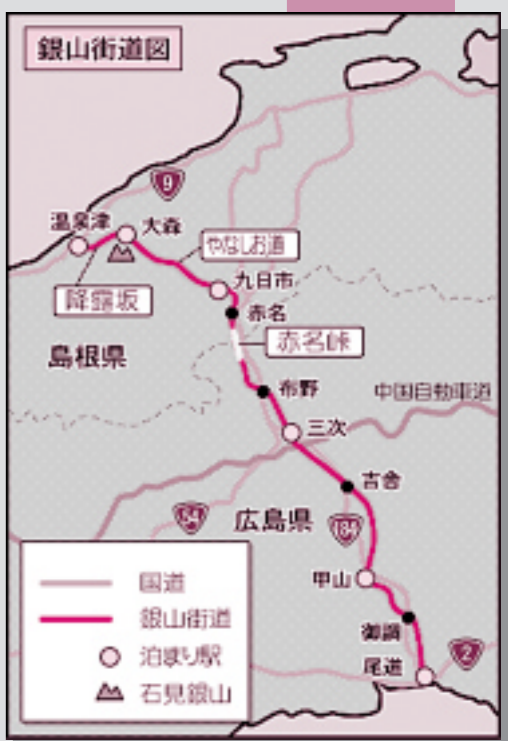 銀山街道図
9
温泉津
大森
やなしお道
降露坂
九日市
赤名
赤名峠
島根県
布野
中国自動車道
三次
吉舎
54
広島県
184
甲山
御調
尾道
2
国道
銀山街道
泊まり駅
石見銀山